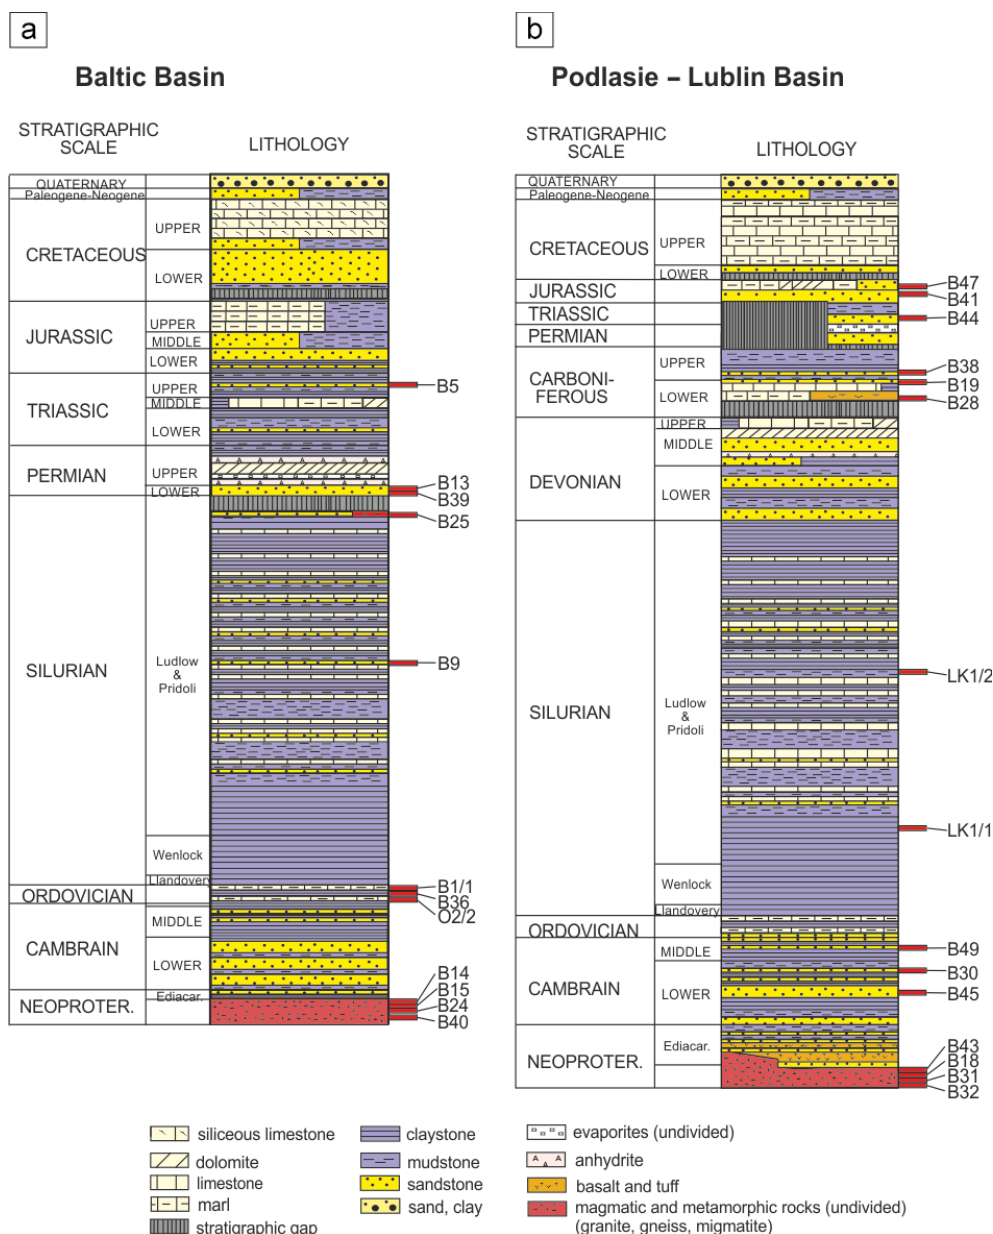 a
Baltic Basin
STRATIGRAPHIC
SCALE
LITHOLOGY
QUATERNARY
Paleogene-Neogene
CRETACEOUS
UPPER
LOWER
JURASSIC
UPPER
MIDDLE
LOWER
TRIASSIC
UPPER
MIDDLE
LOWER
PERMIAN
UPPER
LOWER
SILURIAN
Ludlow
&
Pridoli
Wenlock
Llandovery
ORDOVICIAN
CAMBRAIN
MIDDLE
LOWER
NEOPROTER.
Ediacar.
B5
B13
B39
B25
B9
B1/1
B36
O2/2
B14
B15
B24
B40
b
Podlasie – Lublin Basin
STRATIGRAPHIC
SCALE
LITHOLOGY
QUATERNARY
Paleogene-Neogene
CRETACEOUS
UPPER
LOWER
JURASSIC
TRIASSIC
PERMIAN
CARBONI-
FEROUS
UPPER
LOWER
DEVONIAN
UPPER
MIDDLE
LOWER
SILURIAN
Ludlow
&
Pridoli
Wenlock
Llandovery
ORDOVICIAN
CAMBRAIN
MIDDLE
LOWER
NEOPROTER.
Ediacar.
B47
B41
B44
B38
B19
B28
LK1/2
LK1/1
B49
B30
B45
B43
B18
B31
B32
siliceous limestone
dolomite
limestone
marl
stratigraphic gap
claystone
mudstone
sandstone
sand, clay
evaporites (undivided)
anhydrite
basalt and tuff
magmatic and metamorphic rocks (undivided)
(granite, gneiss, migmatite)